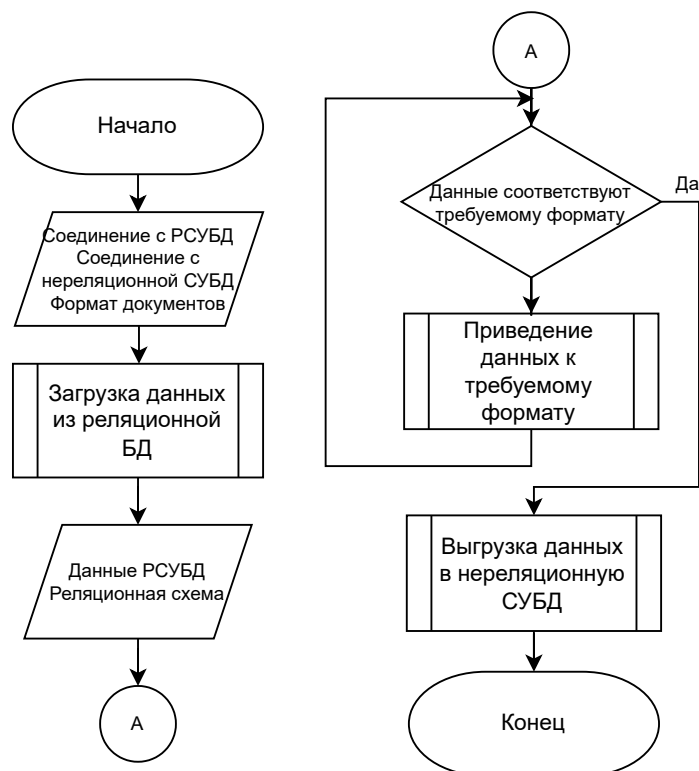 Начало
Соединение с РСУБД
Соединение с
нереляционной СУБД
Формат документов
Загрузка данных
из реляционной
БД
Данные РСУБД
Реляционная схема
А
А
Данные соответствуют
требуемому формату
Да
Приведение
данных к
требуемому
формату
Выгрузка данных
в нереляционную
СУБД
Конец